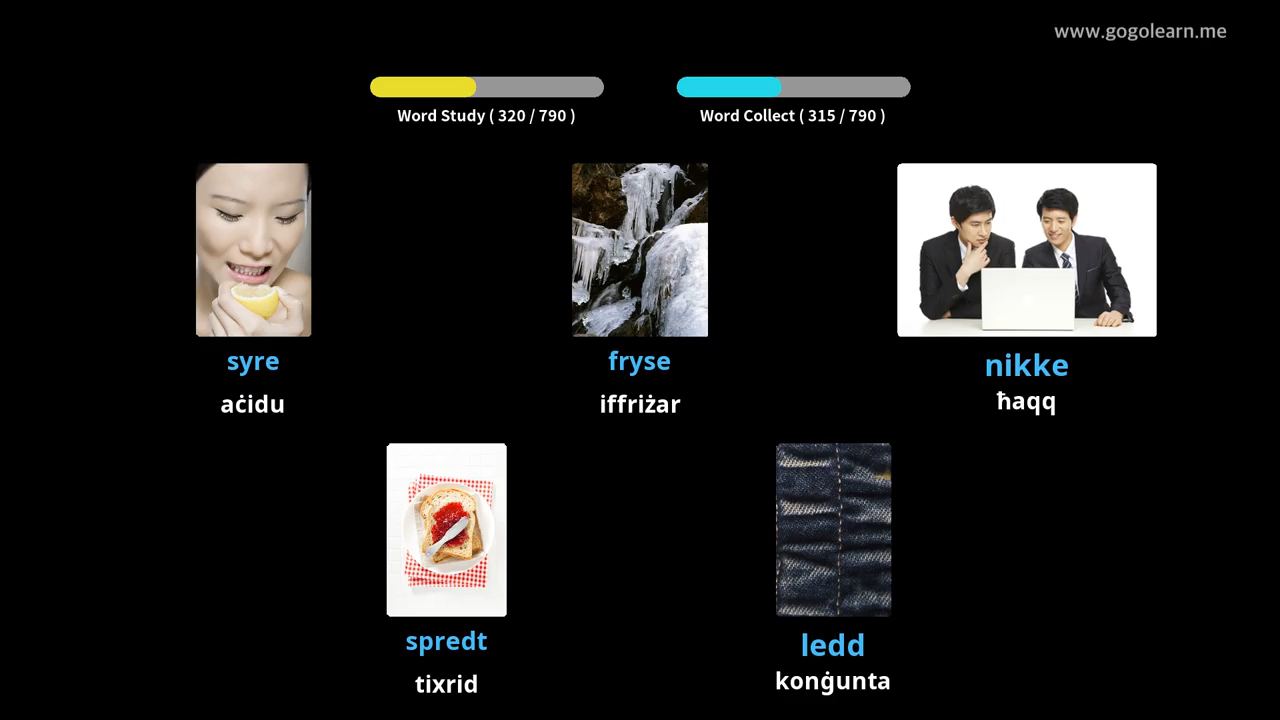 www.gogolearn.me
Word Study ( 320 / 790 )
Word Collect ( 315 / 790 )
syre
aċidu
fryse
iffriżar
nikke
ħaqq
spredt
tixrid
ledd
konġunta